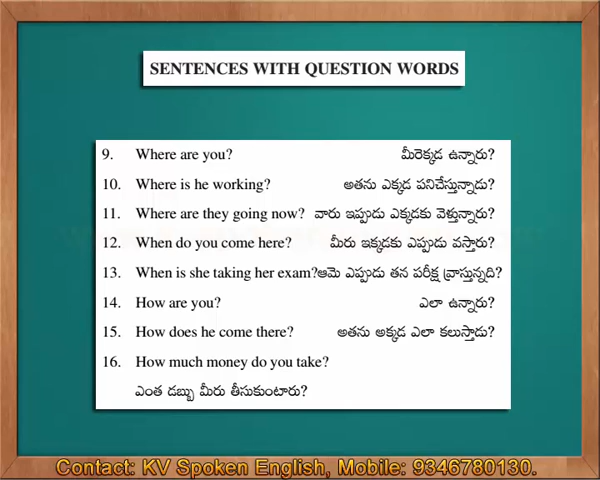 SENTENCES WITH QUESTION WORDS
9. Where are you? మీరెక్కడ ఉన్నారు?
10. Where is he working? అతను ఎక్కడ పనిచేస్తున్నాడు?
11. Where are they going now? వారు ఇప్పుడు ఎక్కడకు వెళ్తున్నారు?
12. When do you come here? మీరు ఇక్కడకు ఎప్పుడు వస్తారు?
13. When is she taking her exam? ఆమె ఎప్పుడు తన పరీక్ష వ్రాస్తున్నది?
14. How are you? ఎలా ఉన్నారు?
15. How does he come there? అతను అక్కడ ఎలా కలుస్తాడు?
16. How much money do you take?
ఎంత డబ్బు మీరు తీసుకుంటారు?
Contact: KV Spoken English, Mobile: 9346780130.